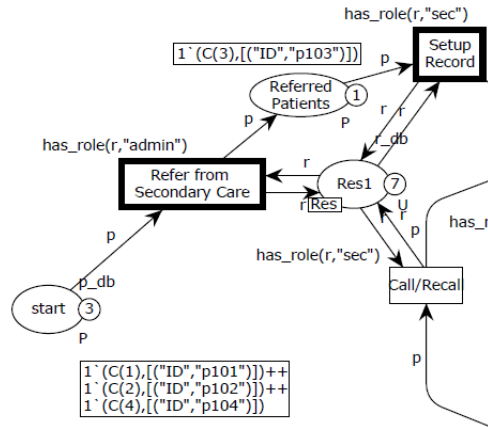 has_role(r,"sec")
1`(C(3),[("ID","p103")])
p
Setup
Record
Referred
Patients
1
P
p
r
r
r_db
has_role(r,"admin")
Refer from
Secondary Care
r
r
Res1
7
U
Res
r
r
p
has_role(r,"sec")
has_r
Call/Recall
p
p
p_db
start
3
P
1`(C(1),[("ID","p101")])++
1`(C(2),[("ID","p102")])++
1`(C(4),[("ID","p104")])